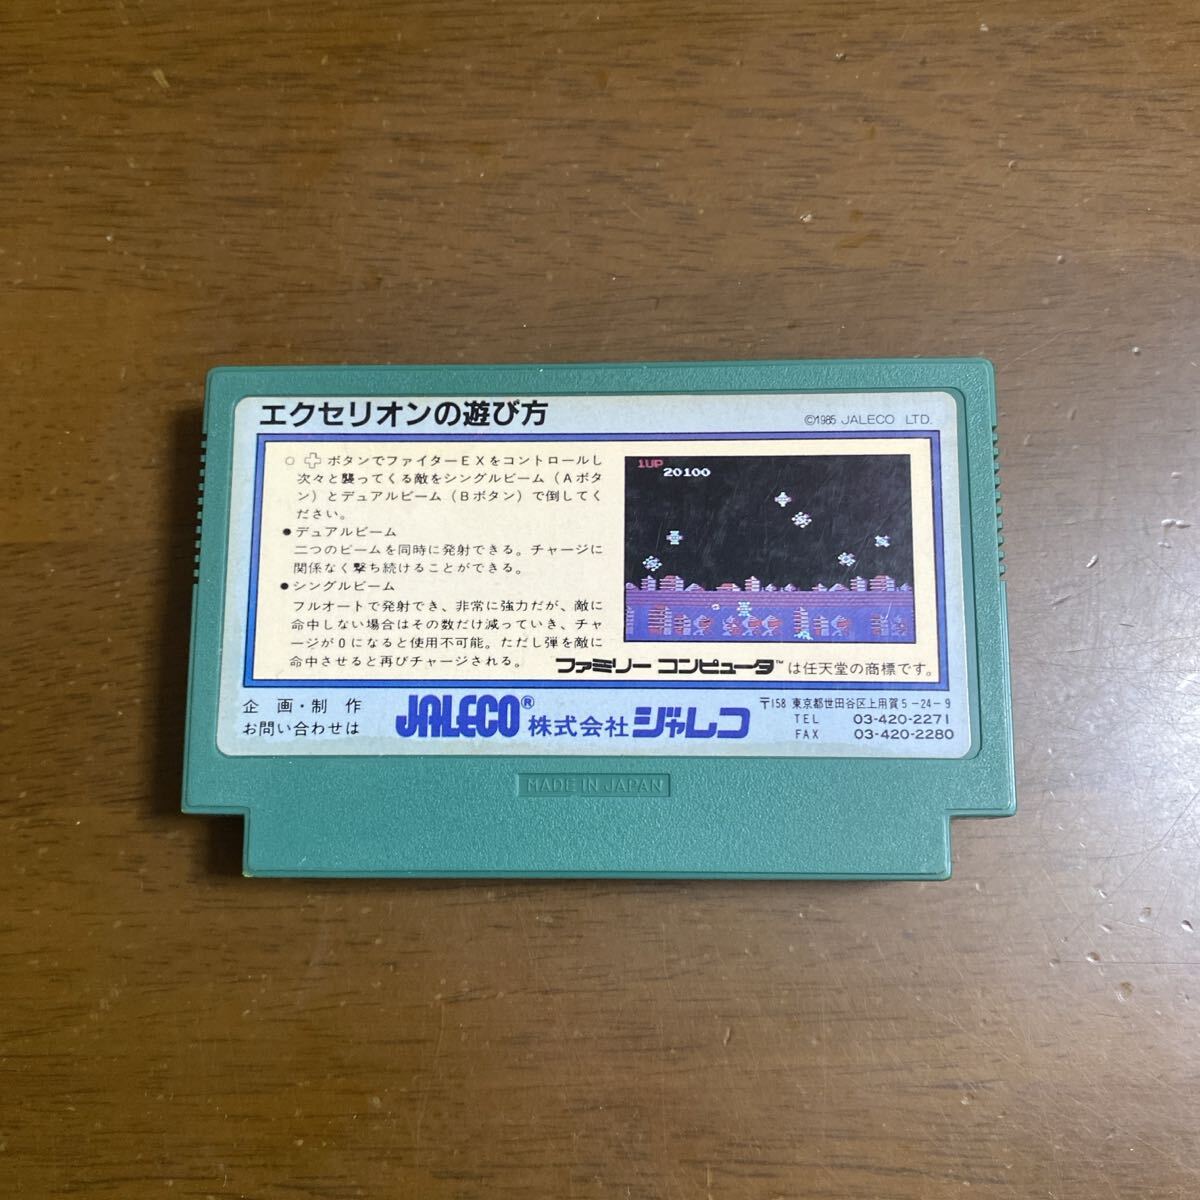 エクセリオンの遊び方
©1985 JALECO LTD.
○ ボタンでファイターEXをコントロールし
次々と襲ってくる敵をシングルビーム(Aボタ
ン)とデュアルビーム(Bボタン)で倒してく
ださい。
●デュアルビーム
二つのビームを同時に発射できる。チャージに
関係なく撃ち続けることができる。
●シングルビーム
フルオートで発射でき、非常に強力だが、敵に
命中しない場合はその数だけ減っていき、チャ
ージが0になると使用不可能。ただし弾を敵に
命中させると再びチャージされる。
1UP
20100
ファミリーコンピュータ™は任天堂の商標です。
企画・制作
お問い合わせは
JALECO® 株式会社ジャレコ
〒158 東京都世田谷区上用賀5-24-9
TEL 03-420-2271
FAX 03-420-2280
MADE IN JAPAN